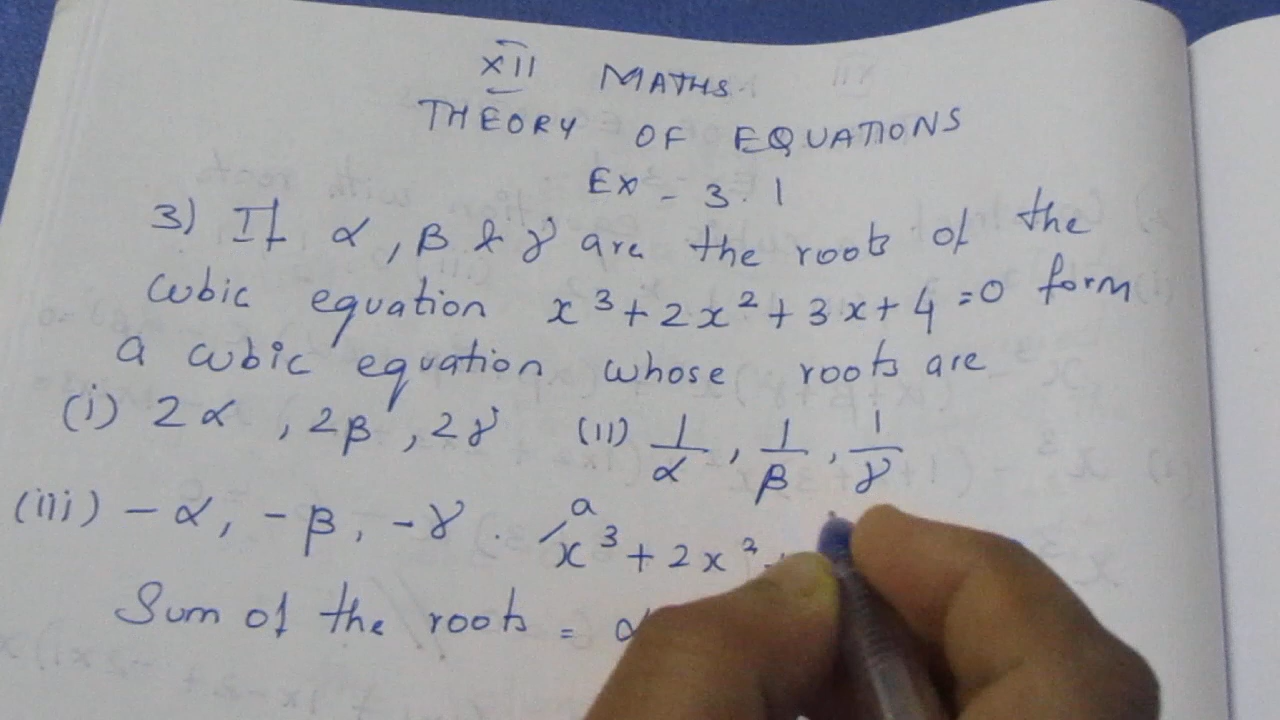 XII MATHS
THEORY OF EQUATIONS
Ex - 3.1
3) If α, β & γ are the roots of the
cubic equation x³ + 2x² + 3x + 4 = 0 form
a cubic equation whose roots are
(i) 2α, 2β, 2γ (ii) 1/α, 1/β, 1/γ
(iii) -α, -β, -γ.
a
x³ + 2x² +
Sum of the roots = α